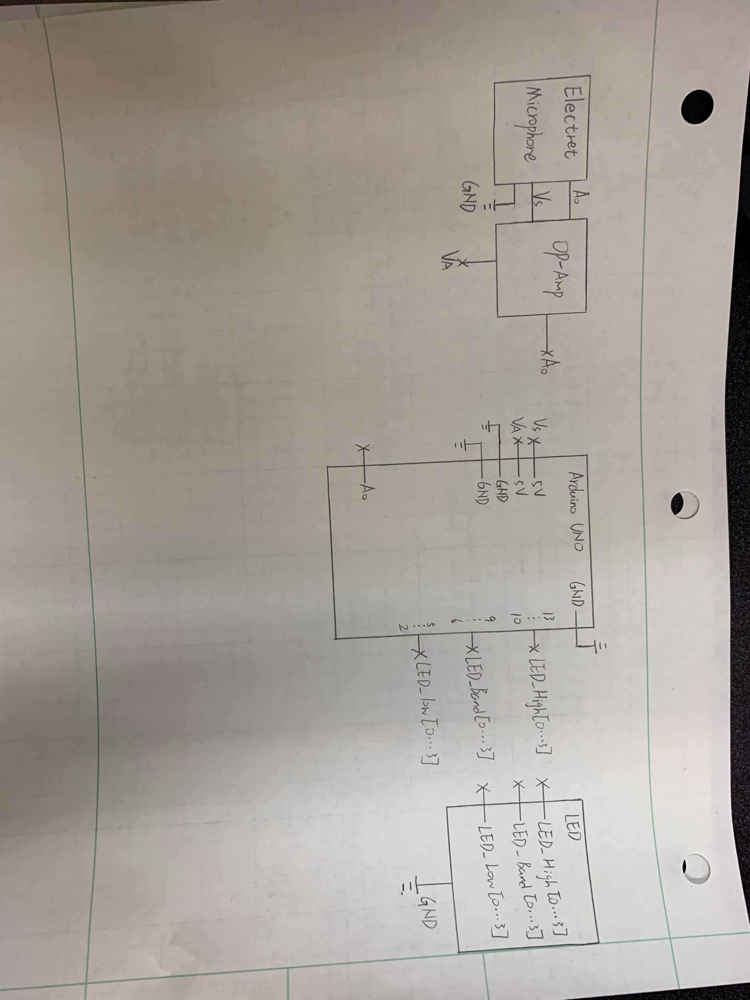 Electret
Microphone
A0
Vs
GND
OP-Amp
VA
A0
Arduino UNO
Vs
5V
VA
5V
GND
GND
A0
GND
13
10
9
6
5
2
LED_High[0...3]
LED_Band[0...3]
LED_low[0...3]
LED
LED_High[0...3]
LED_Band[0...3]
LED_Low[0...3]
GND